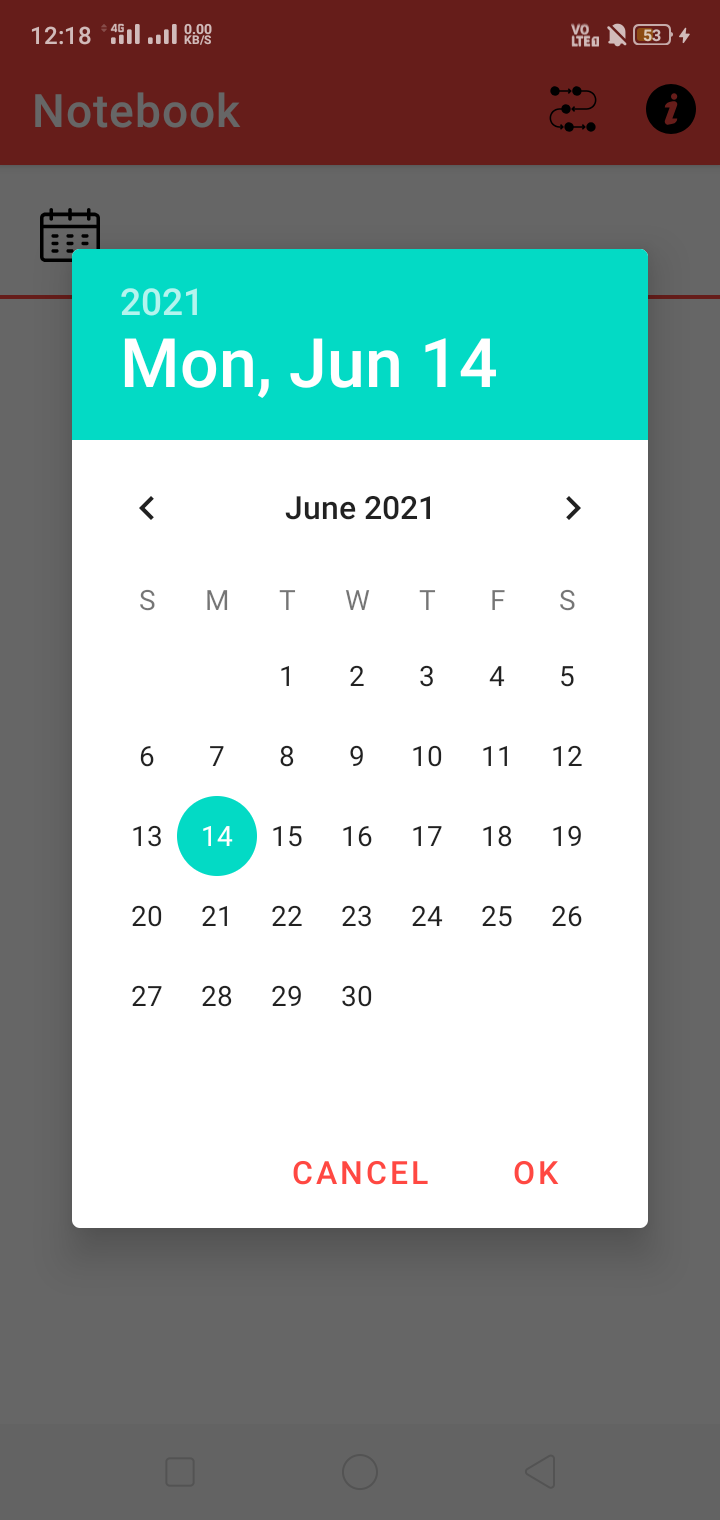 12:18 4G 0.00 KB/S VO LTE1 53
Notebook
2021
Mon, Jun 14
June 2021
S M T W T F S
1 2 3 4 5
6 7 8 9 10 11 12
13 14 15 16 17 18 19
20 21 22 23 24 25 26
27 28 29 30
CANCEL OK